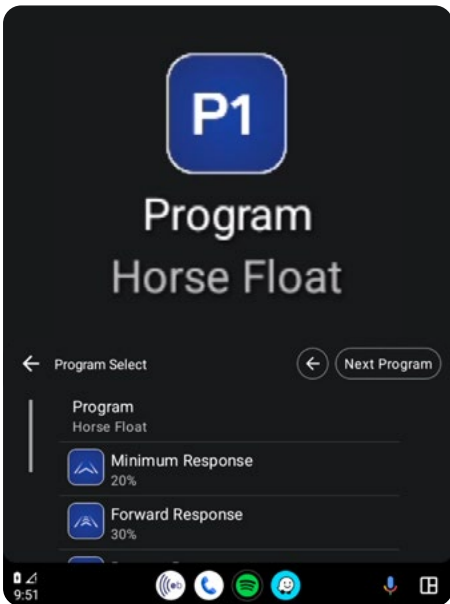 P1
Program
Horse Float
Program Select
Next Program
Program
Horse Float
Minimum Response
20%
Forward Response
30%
9:51